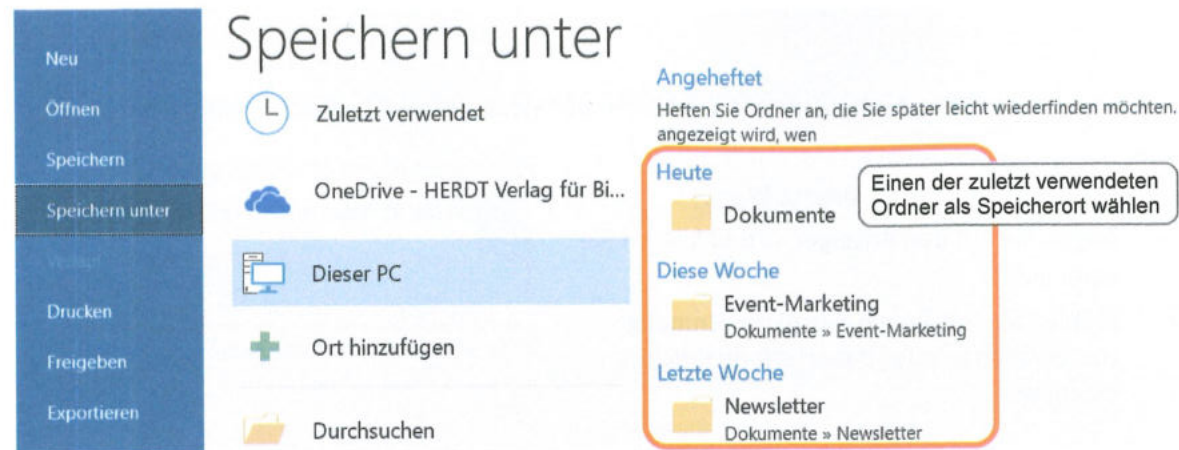 Neu
Öffnen
Speichern
Speichern unter
Verlauf
Drucken
Freigeben
Exportieren
Speichern unter
Zuletzt verwendet
OneDrive - HERDT Verlag für Bi...
Dieser PC
Ort hinzufügen
Durchsuchen
Angeheftet
Heften Sie Ordner an, die Sie später leicht wiederfinden möchten.
angezeigt wird, wen
Heute
Dokumente
Einen der zuletzt verwendeten
Ordner als Speicherort wählen
Diese Woche
Event-Marketing
Dokumente » Event-Marketing
Letzte Woche
Newsletter
Dokumente » Newsletter